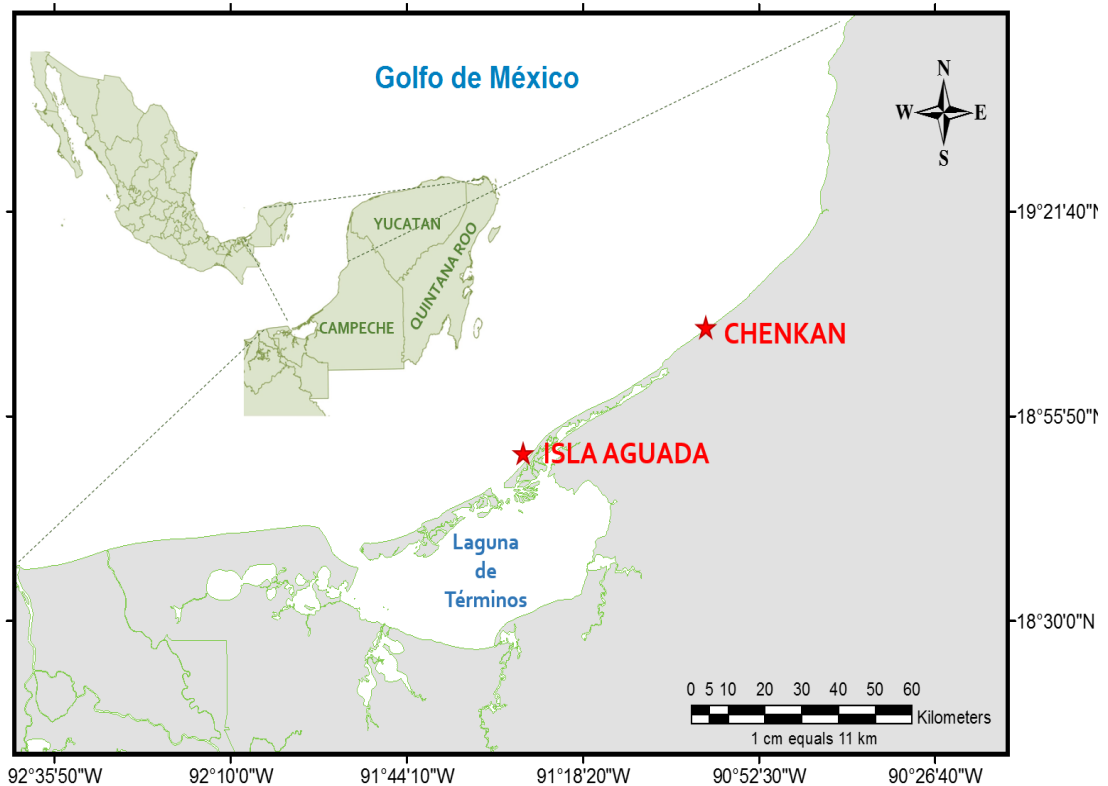 Golfo de México
N
W
E
S
YUCATAN
QUINTANA ROO
CAMPECHE
19°21'40"N
CHENKAN
18°55'50"N
ISLA AGUADA
Laguna
de
Términos
18°30'0"N
0 5 10 20 30 40 50 60
Kilometers
1 cm equals 11 km
92°35'50"W 92°10'0"W 91°44'10"W 91°18'20"W 90°52'30"W 90°26'40"W